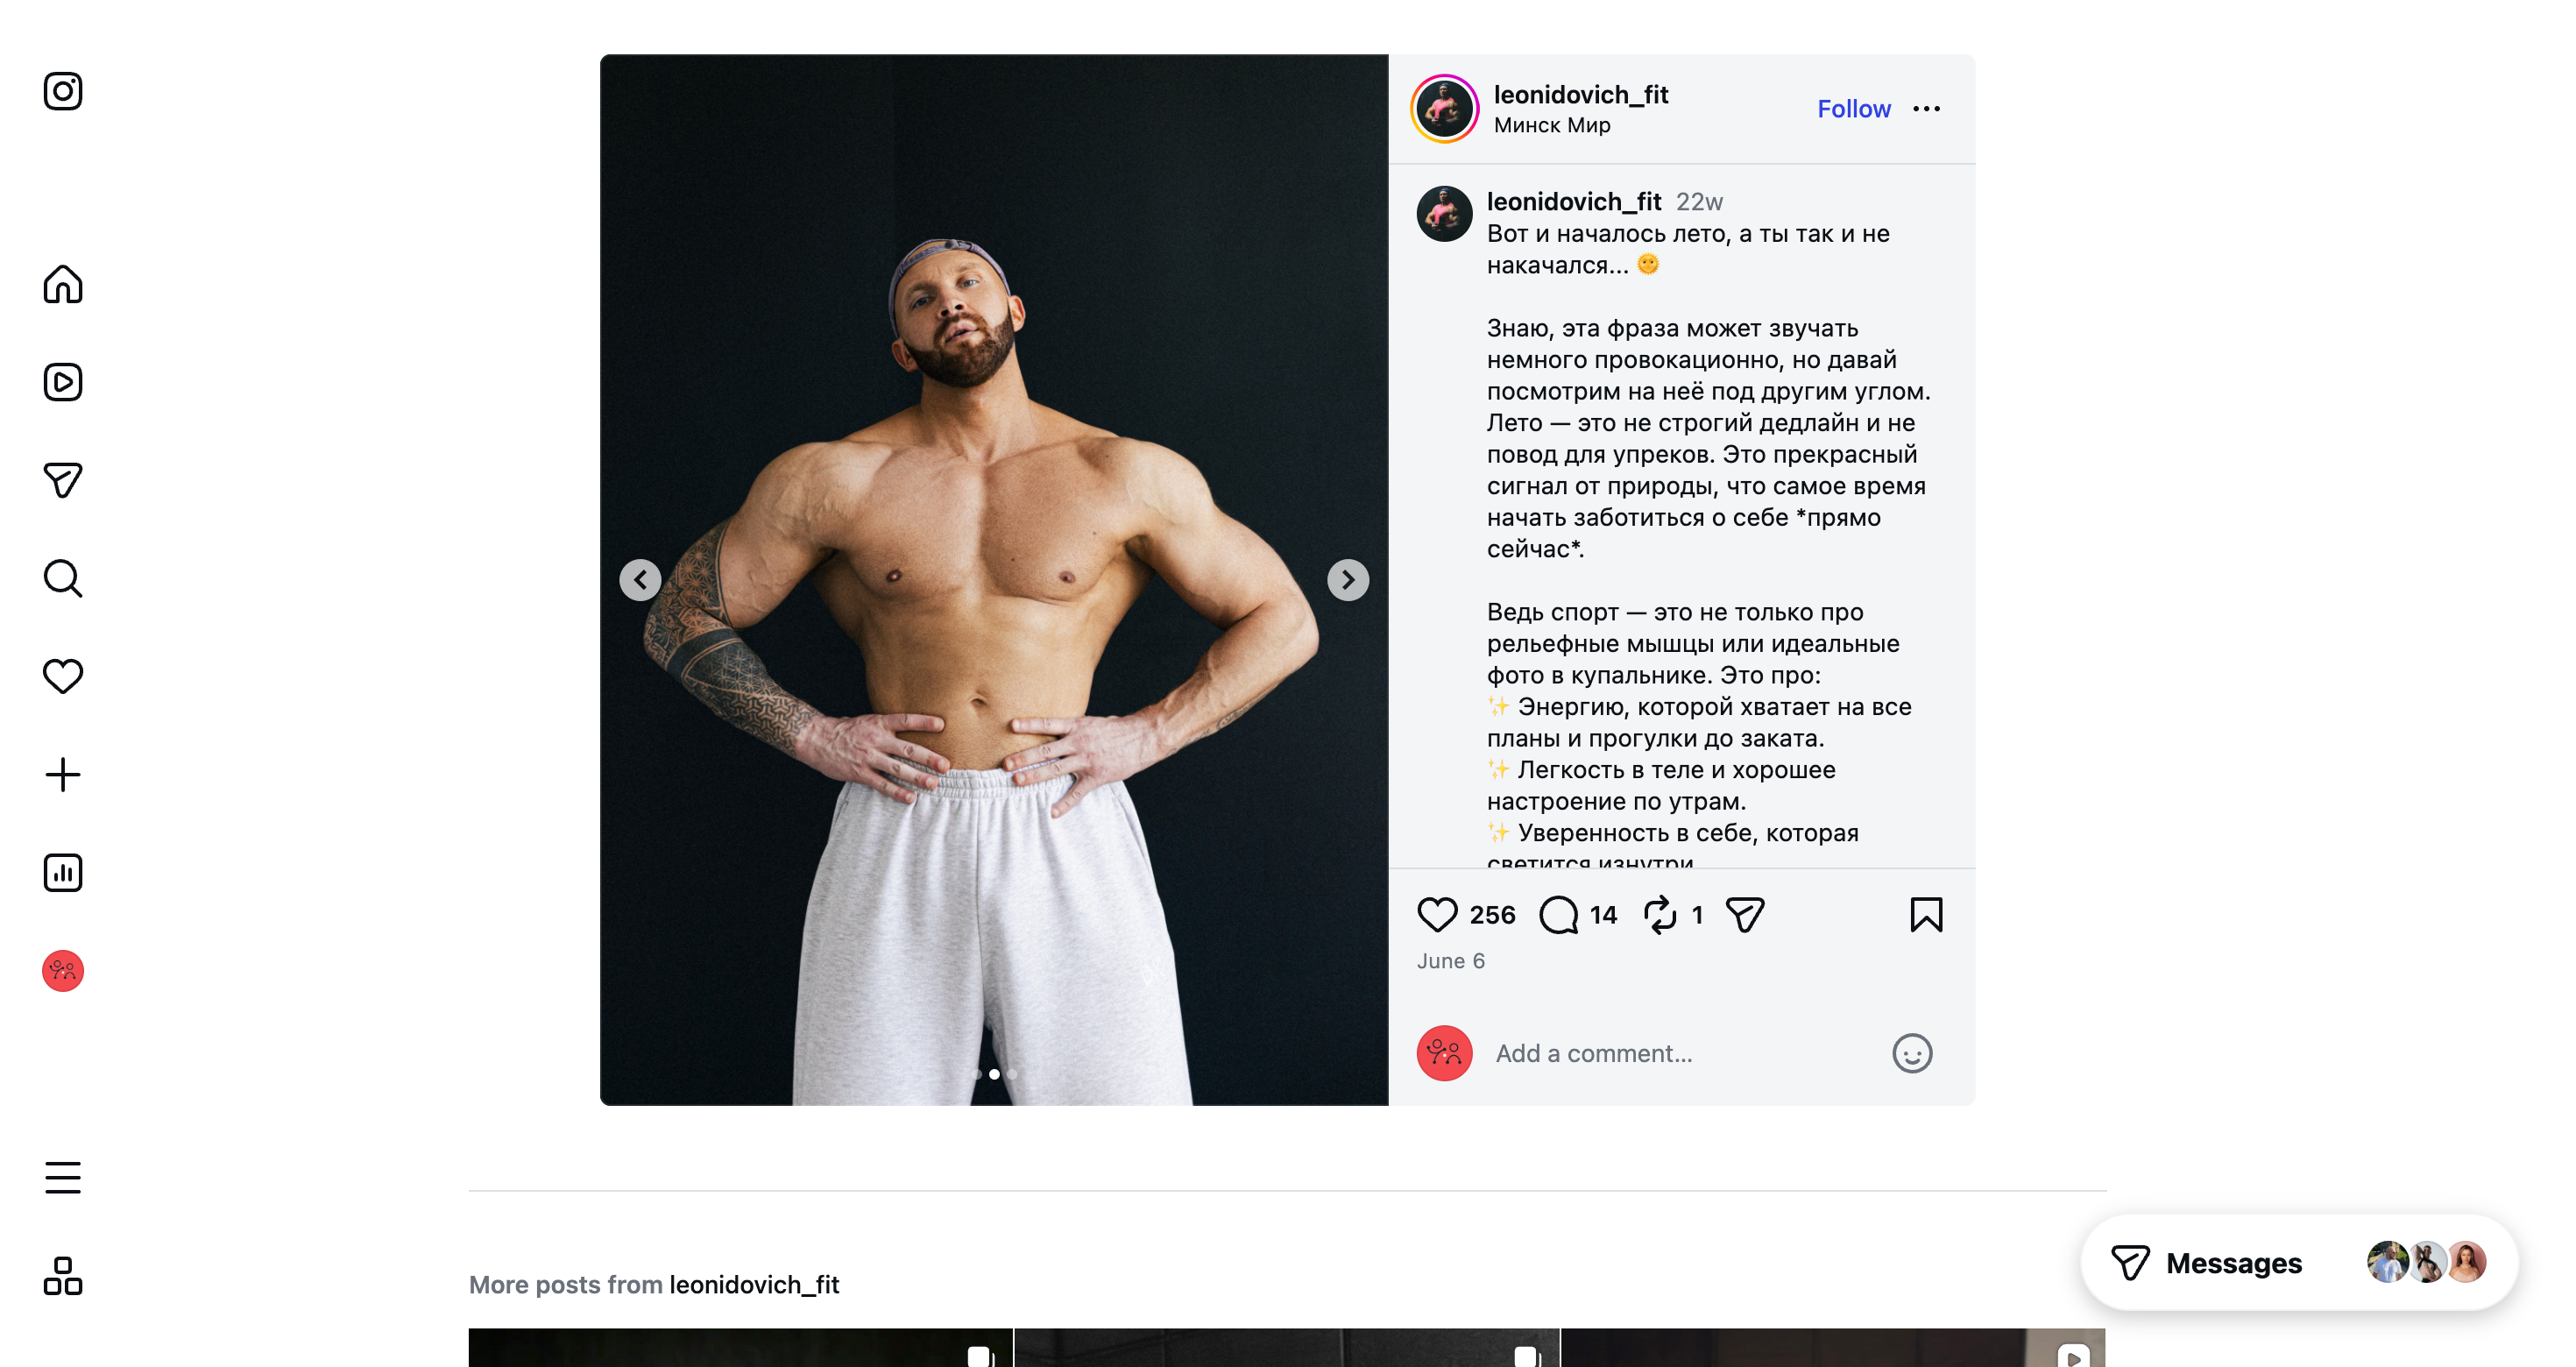 leonidovich_fit
Минск Мир
Follow
leonidovich_fit 22w
Вот и началось лето, а ты так и не
накачался... 🌞
Знаю, эта фраза может звучать
немного провокационно, но давай
посмотрим на неё под другим углом.
Лето — это не строгий дедлайн и не
повод для упреков. Это прекрасный
сигнал от природы, что самое время
начать заботиться о себе *прямо
сейчас*.
Ведь спорт — это не только про
рельефные мышцы или идеальные
фото в купальнике. Это про:
✨ Энергию, которой хватает на все
планы и прогулки до заката.
✨ Легкость в теле и хорошее
настроение по утрам.
✨ Уверенность в себе, которая
светится изнутри
256 14 1
June 6
Add a comment...
More posts from leonidovich_fit
Messages